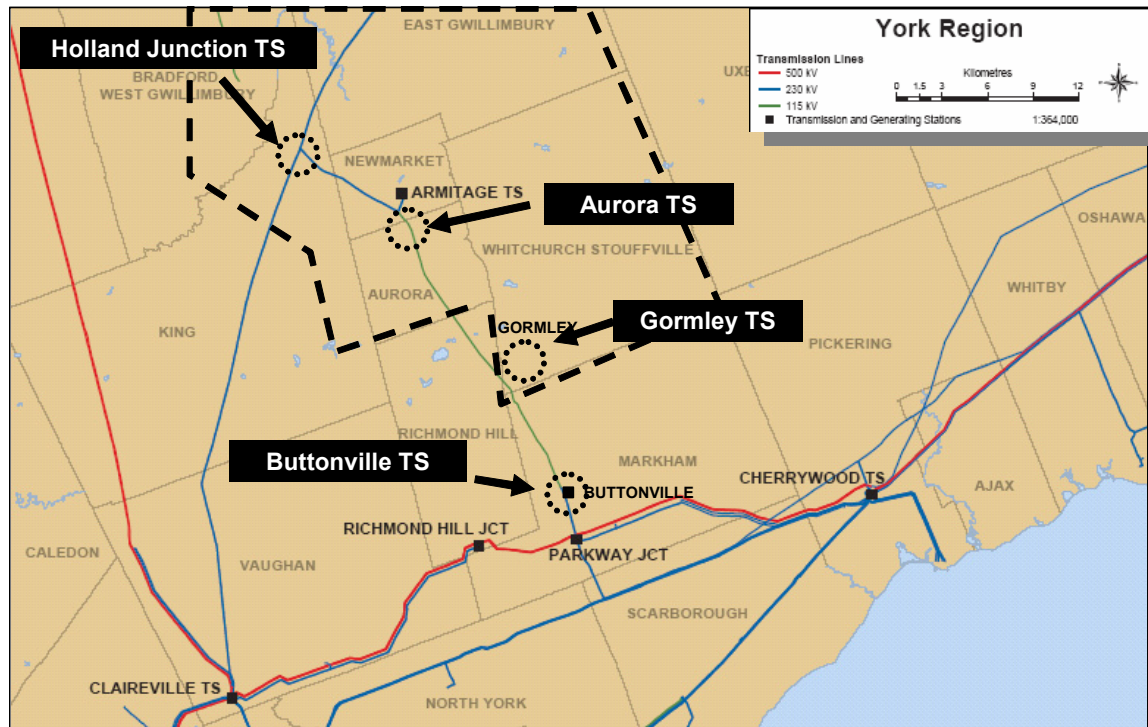 EAST GWILLIMBURY
York Region
Holland Junction TS
Transmission Lines
500 kV
230 kV
115 kV
Transmission and Generating Stations
Kilometres
0 1.5 3 6 9 12
1:364,000
BRADFORD
WEST GWILLIMBURY
UXB
NEWMARKET
ARMITAGE TS
Aurora TS
OSHAWA
WHITCHURCH STOUFFVILLE
WHITBY
AURORA
Gormley TS
GORMLEY
KING
PICKERING
RICHMOND HILL
Buttonville TS
MARKHAM
CHERRYWOOD TS
BUTTONVILLE
AJAX
RICHMOND HILL JCT
PARKWAY JCT
CALEDON
VAUGHAN
SCARBOROUGH
CLAIREVILLE TS
NORTH YORK